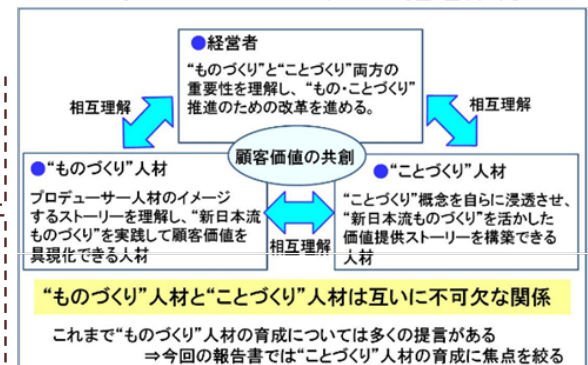 ●経営者
“ものづくり”と“ことづくり”両方の
重要性を理解し、“もの・ことづくり”
推進のための改革を進める。
相互理解
相互理解
顧客価値の共創
●“ものづくり”人材
プロデューサー人材のイメージ
するストーリーを理解し、“新日本流
ものづくり”を実践して顧客価値を
具現化できる人材
相互理解
●“ことづくり”人材
“ことづくり”概念を自らに浸透させ、
“新日本流ものづくり”を活かした
価値提供ストーリーを構築できる
人材
“ものづくり”人材と“ことづくり”人材は互いに不可欠な関係
これまで“ものづくり”人材の育成については多くの提言がある
⇒今回の報告書では“ことづくり”人材の育成に焦点を絞る